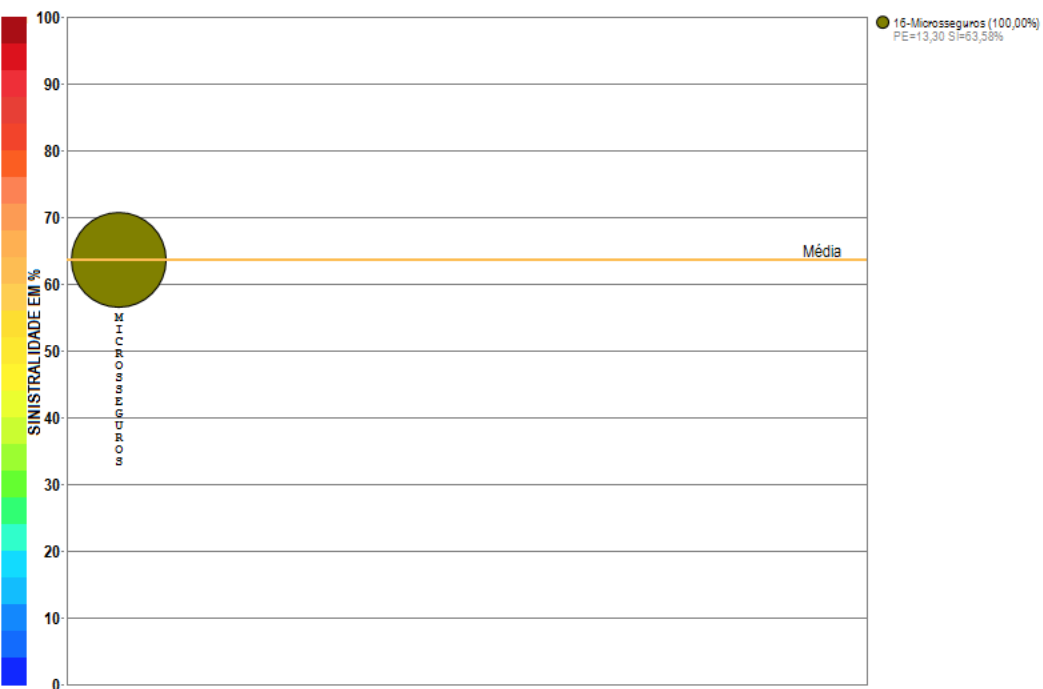 100
90
80
70
60
50
40
30
20
10
0
SINISTRALIDADE EM %
MICROSSEGUROS
Média
16-Microsseguros (100,00%)
PE=13,30 SI=63,58%